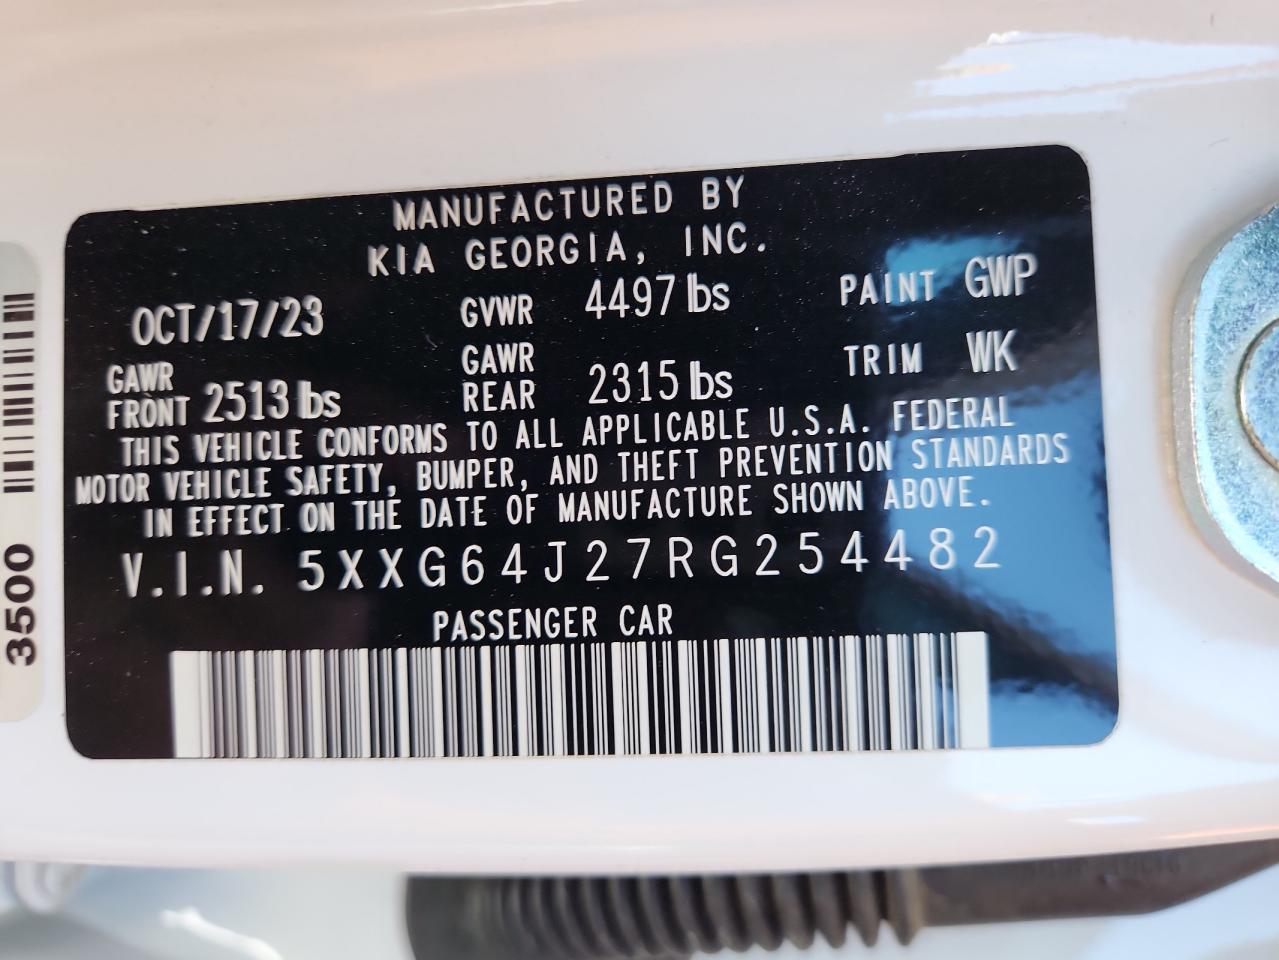 MANUFACTURED BY
KIA GEORGIA, INC.
OCT/17/23 GVWR 4497 lbs PAINT GWP
GAWR FRONT 2513 lbs GAWR REAR 2315 lbs TRIM WK
THIS VEHICLE CONFORMS TO ALL APPLICABLE U.S.A. FEDERAL
MOTOR VEHICLE SAFETY, BUMPER, AND THEFT PREVENTION STANDARDS
IN EFFECT ON THE DATE OF MANUFACTURE SHOWN ABOVE.
V.I.N. 5XXG64J27RG254482
PASSENGER CAR
3500